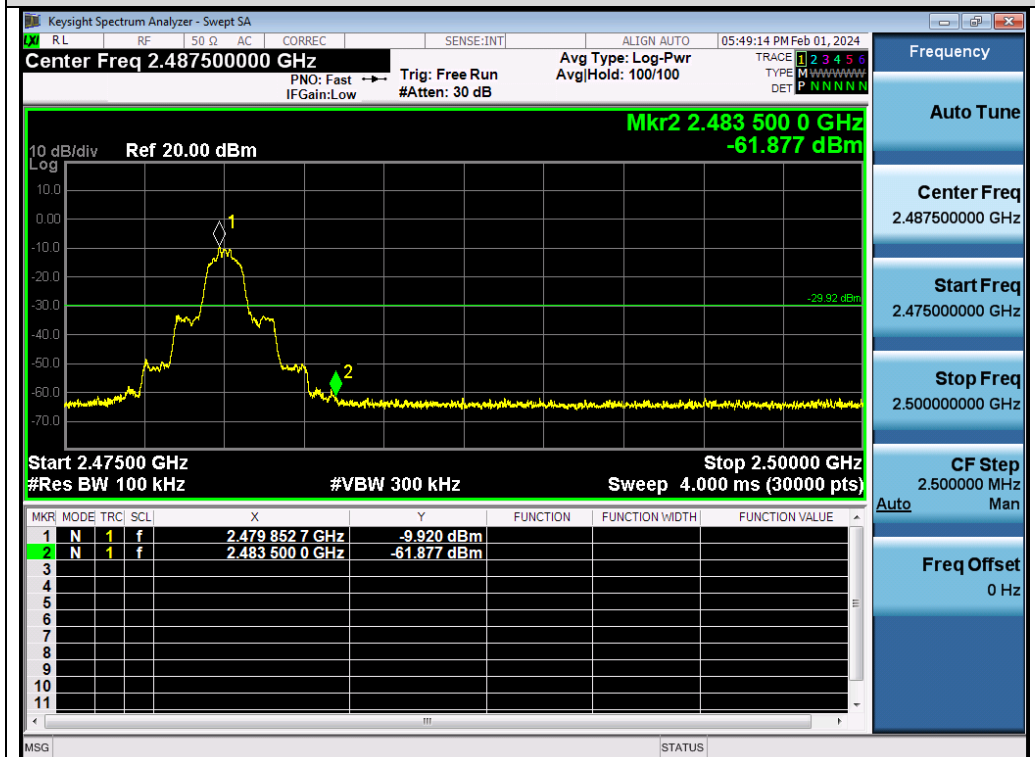 Keysight Spectrum Analyzer - Swept SA
LXI RL RF 50 Ω AC CORREC SENSE:INT ALIGN AUTO 05:49:14 PM Feb 01, 2024
Center Freq 2.487500000 GHz
PNO: Fast
IFGain:Low
Trig: Free Run
#Atten: 30 dB
Avg Type: Log-Pwr
Avg|Hold: 100/100
TRACE 1 2 3 4 5 6
TYPE M WWWWW
DET P N N N N N
Mkr2 2.483 500 0 GHz
-61.877 dBm
10 dB/div Ref 20.00 dBm
Log
10.0
0.00
-10.0
-20.0
-30.0
-40.0
-50.0
-60.0
-70.0
1
2
-29.92 dBm
Start 2.47500 GHz Stop 2.50000 GHz
#Res BW 100 kHz #VBW 300 kHz Sweep 4.000 ms (30000 pts)
MKR MODE TRC SCL X Y FUNCTION FUNCTION WIDTH FUNCTION VALUE
1 N 1 f 2.479 852 7 GHz -9.920 dBm
2 N 1 f 2.483 500 0 GHz -61.877 dBm
3
4
5
6
7
8
9
10
11
MSG STATUS
Frequency
Auto Tune
Center Freq
2.487500000 GHz
Start Freq
2.475000000 GHz
Stop Freq
2.500000000 GHz
CF Step
2.500000 MHz
Auto Man
Freq Offset
0 Hz